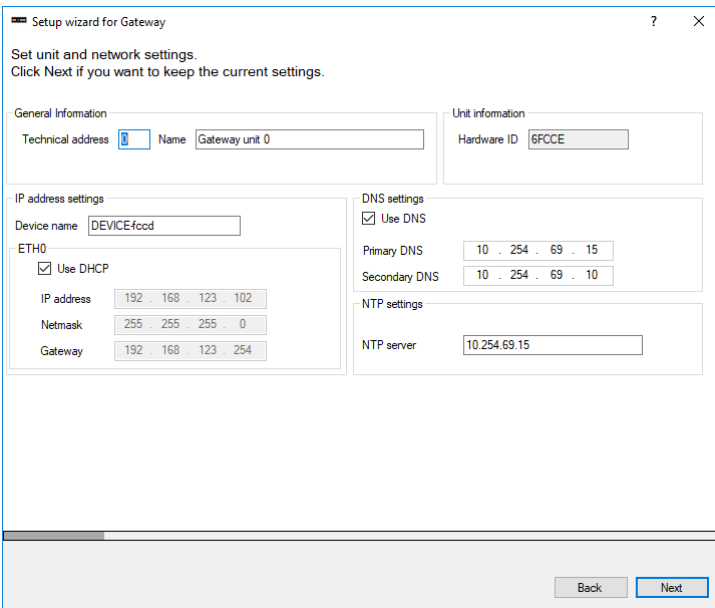 Setup wizard for Gateway ?
Set unit and network settings.
Click Next if you want to keep the current settings.
General Information
Technical address 0 Name Gateway unit 0
Unit information
Hardware ID 6FCCE
IP address settings
Device name DEVICE-fccd
ETH0
Use DHCP
IP address 192 . 168 . 123 . 102
Netmask 255 . 255 . 255 . 0
Gateway 192 . 168 . 123 . 254
DNS settings
Use DNS
Primary DNS 10 . 254 . 69 . 15
Secondary DNS 10 . 254 . 69 . 10
NTP settings
NTP server 10.254.69.15
Back Next